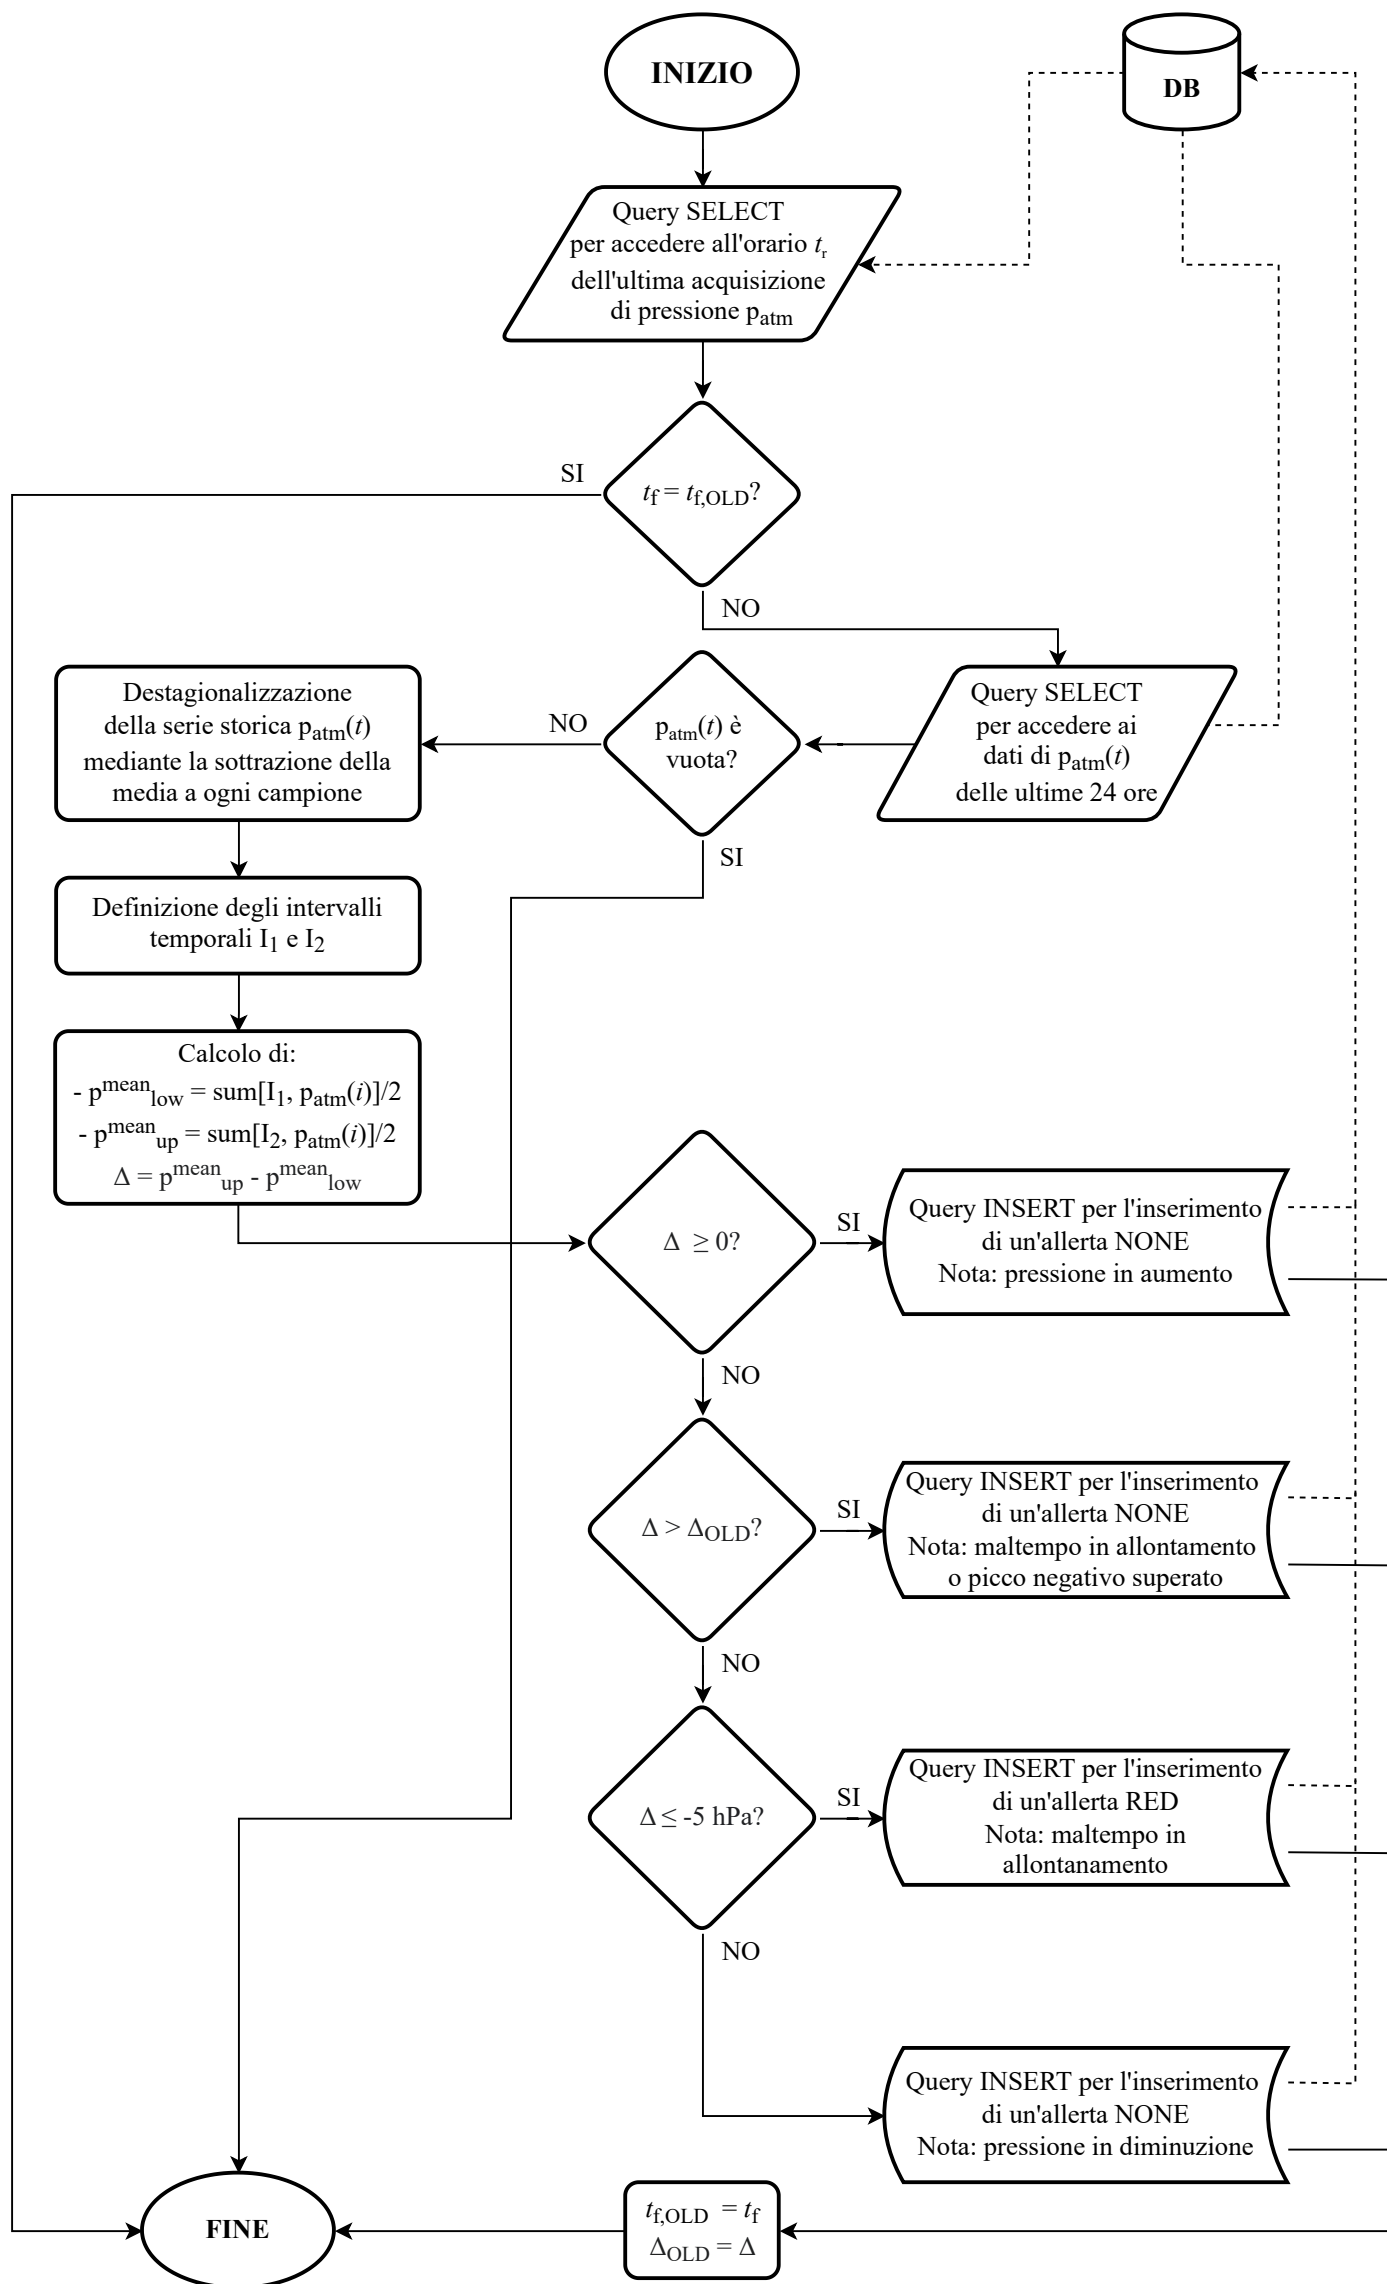 INIZIO
DB
Query SELECT
per accedere all'orario tr
dell'ultima acquisizione
di pressione patm
SI
tf = tf,OLD?
NO
Destagionalizzazione
della serie storica patm(t)
mediante la sottrazione della
media a ogni campione
NO
patm(t) è
vuota?
Query SELECT
per accedere ai
dati di patm(t)
delle ultime 24 ore
SI
Definizione degli intervalli
temporali I1 e I2
Calcolo di:
- pmeanlow = sum[I1, patm(i)]/2
- pmeanup = sum[I2, patm(i)]/2
Δ = pmeanup - pmeanlow
Δ ≥ 0?
SI
Query INSERT per l'inserimento
di un'allerta NONE
Nota: pressione in aumento
NO
Δ > ΔOLD?
SI
Query INSERT per l'inserimento
di un'allerta NONE
Nota: maltempo in allontamento
o picco negativo superato
NO
Δ ≤ -5 hPa?
SI
Query INSERT per l'inserimento
di un'allerta RED
Nota: maltempo in
allontanamento
NO
Query INSERT per l'inserimento
di un'allerta NONE
Nota: pressione in diminuzione
FINE
tf,OLD = tf
ΔOLD = Δ